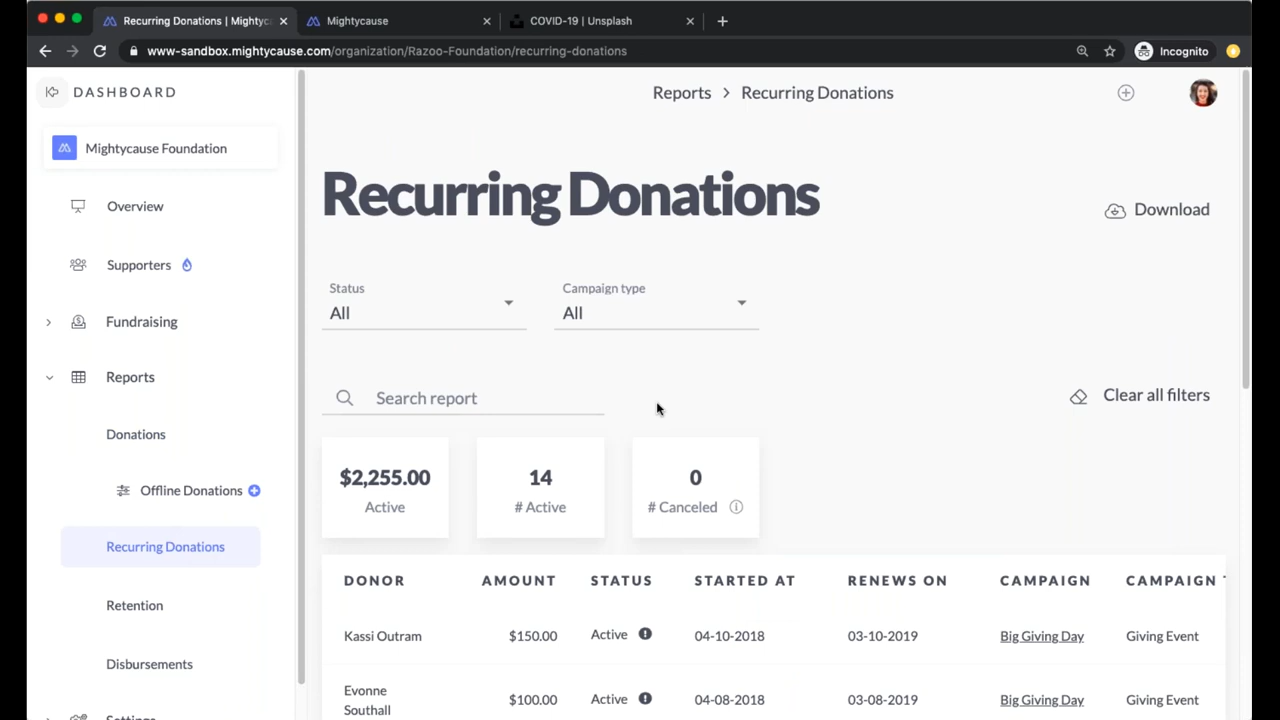 Recurring Donations | Mightyc
Mightycause
COVID-19 | Unsplash
www-sandbox.mightycause.com/organization/Razoo-Foundation/recurring-donations
Incognito
DASHBOARD
Reports > Recurring Donations
Mightycause Foundation
Recurring Donations
Download
Overview
Supporters
Status
Campaign type
All
All
Fundraising
Reports
Search report
Clear all filters
Donations
$2,255.00
14
0
Active
# Active
# Canceled
Offline Donations
Recurring Donations
DONOR AMOUNT STATUS STARTED AT RENEWS ON CAMPAIGN CAMPAIGN
Retention
Kassi Outram $150.00 Active 04-10-2018 03-10-2019 Big Giving Day Giving Event
Disbursements
Evonne
Southall $100.00 Active 04-08-2018 03-08-2019 Big Giving Day Giving Event